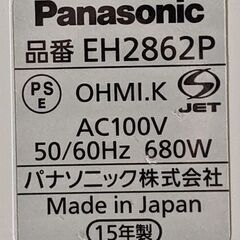 Panasonic
品番 EH2862P
PS
E
OHMI.K
S
JET
AC100V
50/60Hz 680W
パナソニック株式会社
Made in Japan
15年製